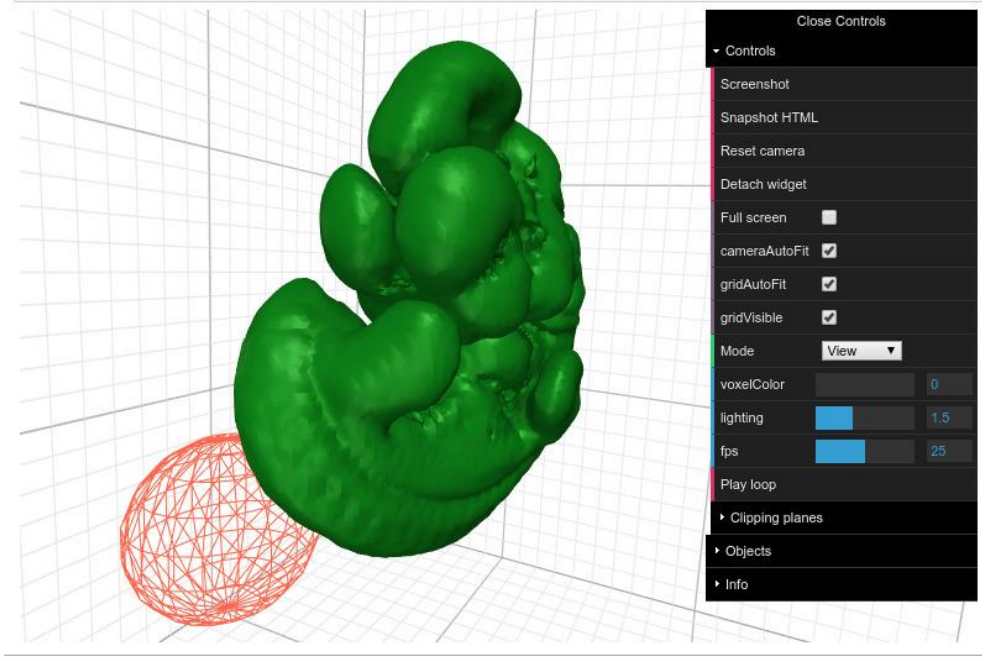 Close Controls
Controls
Screenshot
Snapshot HTML
Reset camera
Detach widget
Full screen
cameraAutoFit
gridAutoFit
gridVisible
Mode View
voxelColor 0
lighting 1.5
fps 25
Play loop
Clipping planes
Objects
Info